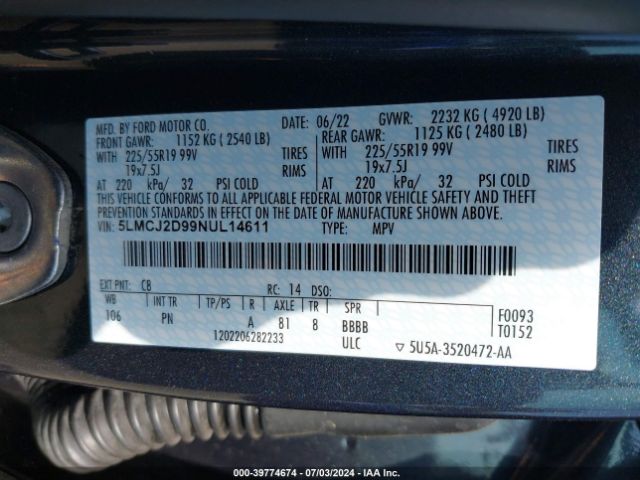 MFD. BY FORD MOTOR CO. DATE: 06/22 GVWR: 2232 KG ( 4920 LB)
FRONT GAWR: 1152 KG ( 2540 LB) REAR GAWR: 1125 KG ( 2480 LB)
WITH 225/55R19 99V TIRES WITH 225/55R19 99V TIRES
19x7.5J RIMS 19x7.5J RIMS
AT 220 kPa/ 32 PSI COLD AT 220 kPa/ 32 PSI COLD
THIS VEHICLE CONFORMS TO ALL APPLICABLE FEDERAL MOTOR VEHICLE SAFETY AND THEFT
PREVENTION STANDARDS IN EFFECT ON THE DATE OF MANUFACTURE SHOWN ABOVE.
VIN: 5LMCJ2D99NUL14611 TYPE: MPV
EXT PNT: CB RC: 14 DSO:
WB INT TR TP/PS R AXLE TR SPR F0093
106 PN A 81 8 BBBB T0152
1202206282233 ULC ▽ 5U5A-3520472-AA
000-39774674 - 07/03/2024 - IAA Inc.